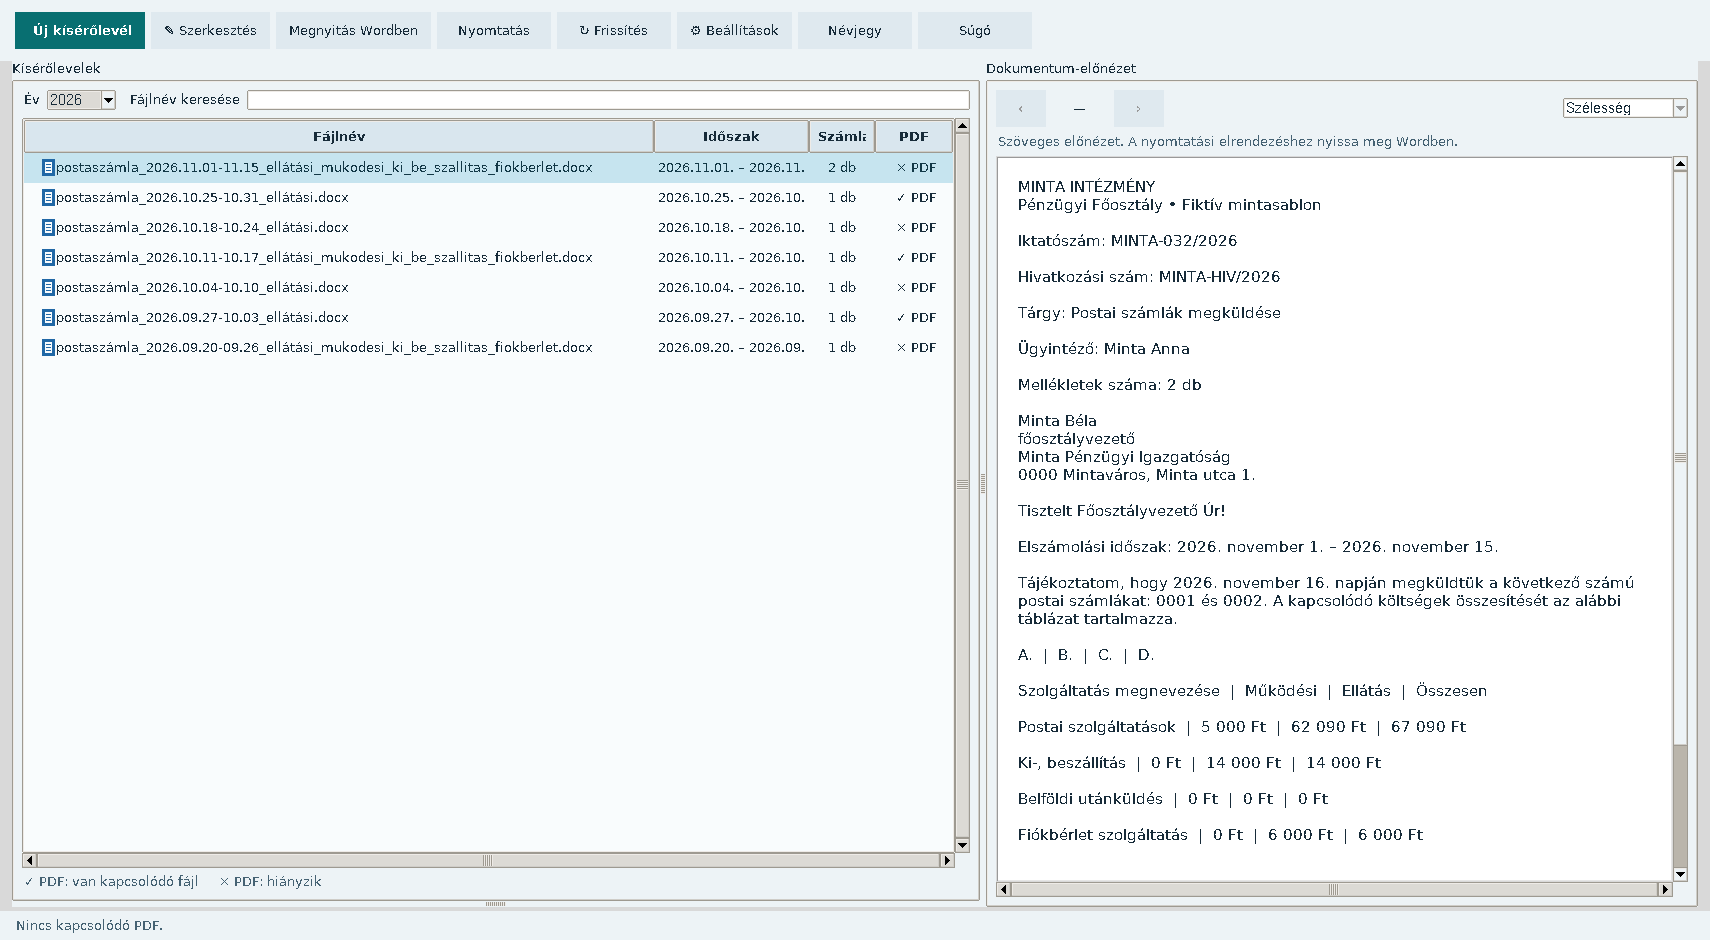 Új kísérőlevél
✎ Szerkesztés
Megnyitás Wordben
Nyomtatás
↻ Frissítés
⚙ Beállítások
Névjegy
Súgó
Kísérőlevelek
Év 2026 Fájlnév keresése
Fájlnév Időszak Számla PDF
postaszámla_2026.11.01-11.15_ellátási_mukodesi_ki_be_szallitas_fiokberlet.docx 2026.11.01. – 2026.11. 2 db × PDF
postaszámla_2026.10.25-10.31_ellátási.docx 2026.10.25. – 2026.10. 1 db ✓ PDF
postaszámla_2026.10.18-10.24_ellátási.docx 2026.10.18. – 2026.10. 1 db × PDF
postaszámla_2026.10.11-10.17_ellátási_mukodesi_ki_be_szallitas_fiokberlet.docx 2026.10.11. – 2026.10. 1 db ✓ PDF
postaszámla_2026.10.04-10.10_ellátási.docx 2026.10.04. – 2026.10. 1 db × PDF
postaszámla_2026.09.27-10.03_ellátási.docx 2026.09.27. – 2026.10. 1 db ✓ PDF
postaszámla_2026.09.20-09.26_ellátási_mukodesi_ki_be_szallitas_fiokberlet.docx 2026.09.20. – 2026.09. 1 db × PDF
✓ PDF: van kapcsolódó fájl × PDF: hiányzik
Dokumentum-előnézet
‹ — › Szélesség
Szöveges előnézet. A nyomtatási elrendezéshez nyissa meg Wordben.
MINTA INTÉZMÉNY
Pénzügyi Főosztály • Fiktív mintasablon
Iktatószám: MINTA-032/2026
Hivatkozási szám: MINTA-HIV/2026
Tárgy: Postai számlák megküldése
Ügyintéző: Minta Anna
Mellékletek száma: 2 db
Minta Béla
főosztályvezető
Minta Pénzügyi Igazgatóság
0000 Mintaváros, Minta utca 1.
Tisztelt Főosztályvezető Úr!
Elszámolási időszak: 2026. november 1. – 2026. november 15.
Tájékoztatom, hogy 2026. november 16. napján megküldtük a következő számú
postai számlákat: 0001 és 0002. A kapcsolódó költségek összesítését az alábbi
táblázat tartalmazza.
A. | B. | C. | D.
Szolgáltatás megnevezése | Működési | Ellátás | Összesen
Postai szolgáltatások | 5 000 Ft | 62 090 Ft | 67 090 Ft
Ki-, beszállítás | 0 Ft | 14 000 Ft | 14 000 Ft
Belföldi utánküldés | 0 Ft | 0 Ft | 0 Ft
Fiókbérlet szolgáltatás | 0 Ft | 6 000 Ft | 6 000 Ft
Nincs kapcsolódó PDF.